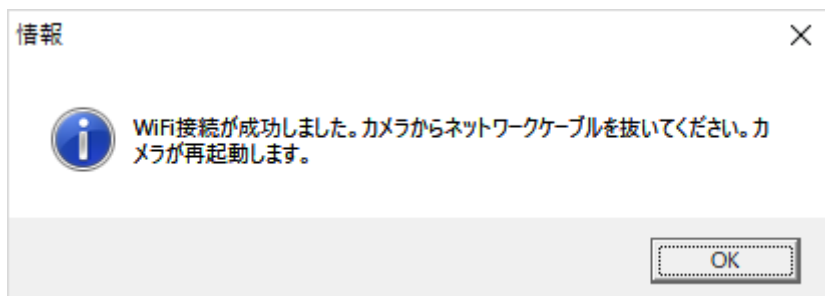 情報
WiFi接続が成功しました。カメラからネットワークケーブルを抜いてください。カ
メラが再起動します。
OK